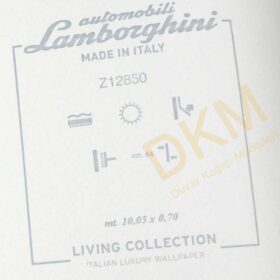 automobili
Lamborghini
MADE IN ITALY
Z12850
cm. 64
mt. 10,05 x 0,70
LIVING COLLECTION
ITALIAN LUXURY WALLPAPER
DKM
Duvar Kağıdı